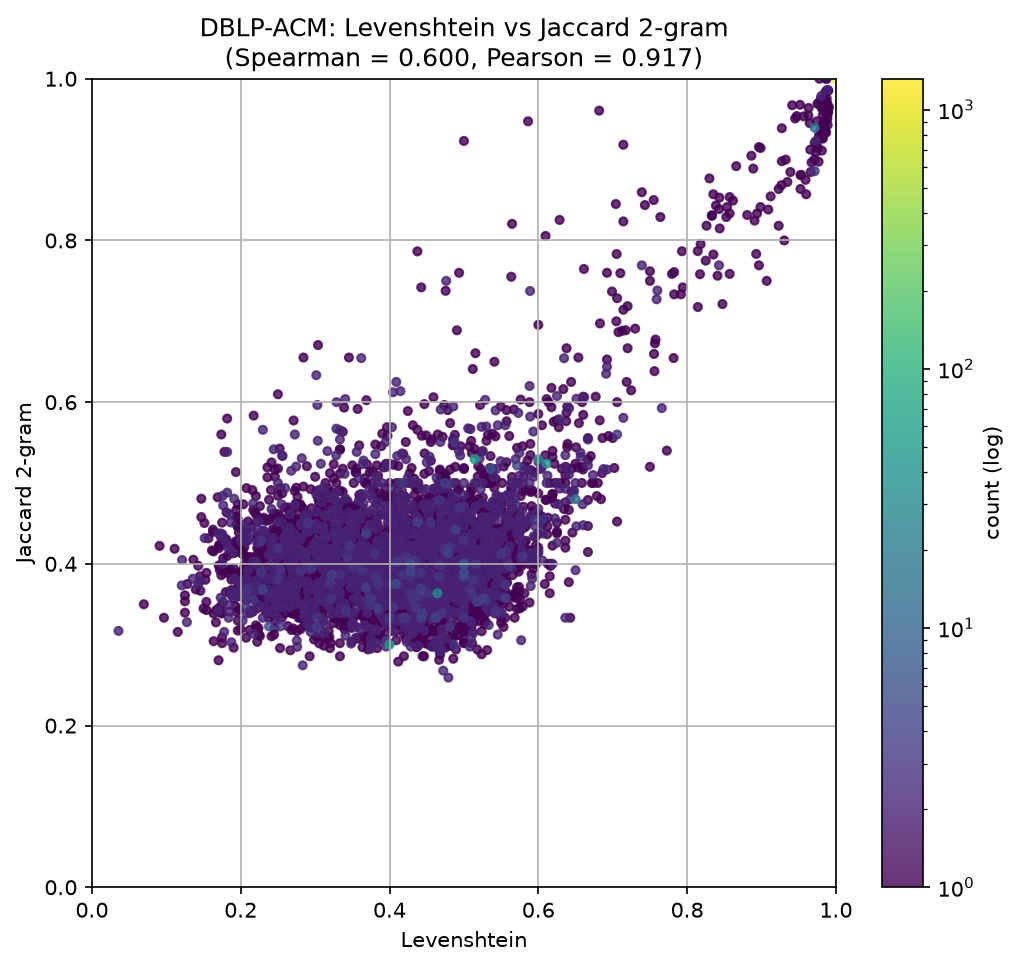 DBLP-ACM: Levenshtein vs Jaccard 2-gram
(Spearman = 0.600, Pearson = 0.917)
1.0
0.8
0.6
0.4
0.2
0.0
Jaccard 2-gram
0.0 0.2 0.4 0.6 0.8 1.0
Levenshtein
10³
10²
10¹
10⁰
count (log)